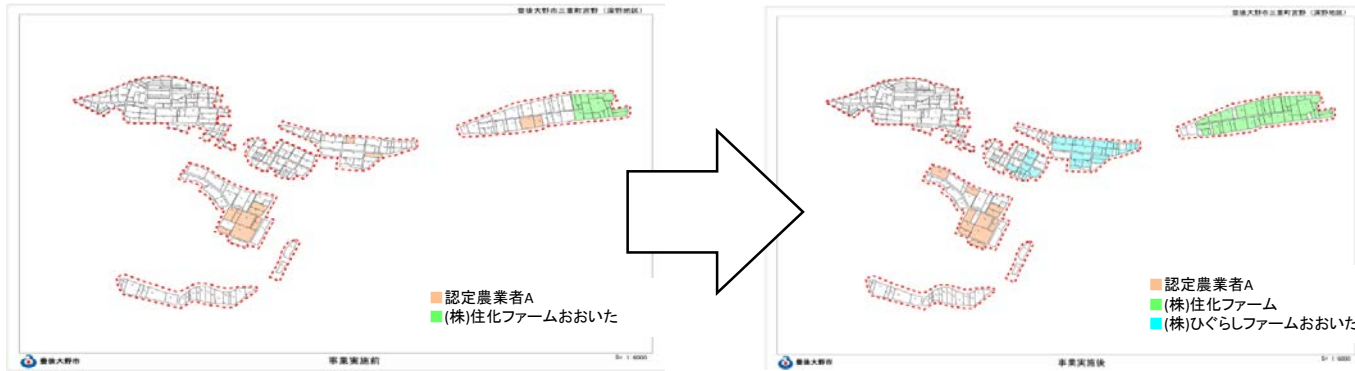 豊後大野市三重町宮野(深野地区)
認定農業者A
(株)住化ファームおおいた
豊後大野市
事業実施前
S= 1:6000
豊後大野市三重町宮野(深野地区)
認定農業者A
(株)住化ファーム
(株)ひぐらしファームおおいた
豊後大野市
事業実施後
S= 1:6000